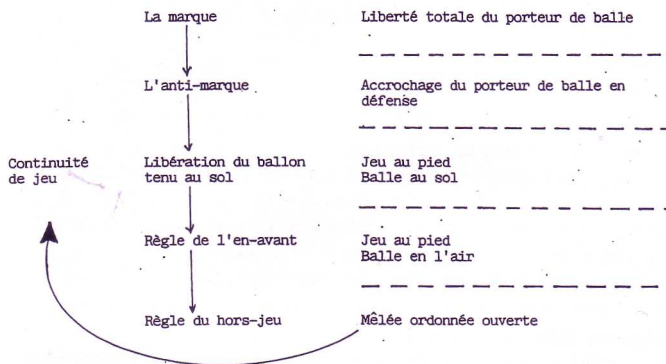 La marque
Liberté totale du porteur de balle
L'anti-marque
Accrochage du porteur de balle en
défense
Continuité
de jeu
Libération du ballon
tenu au sol
Jeu au pied
Balle au sol
Règle de l'en-avant
Jeu au pied
Balle en l'air
Règle du hors-jeu
Mêlée ordonnée ouverte